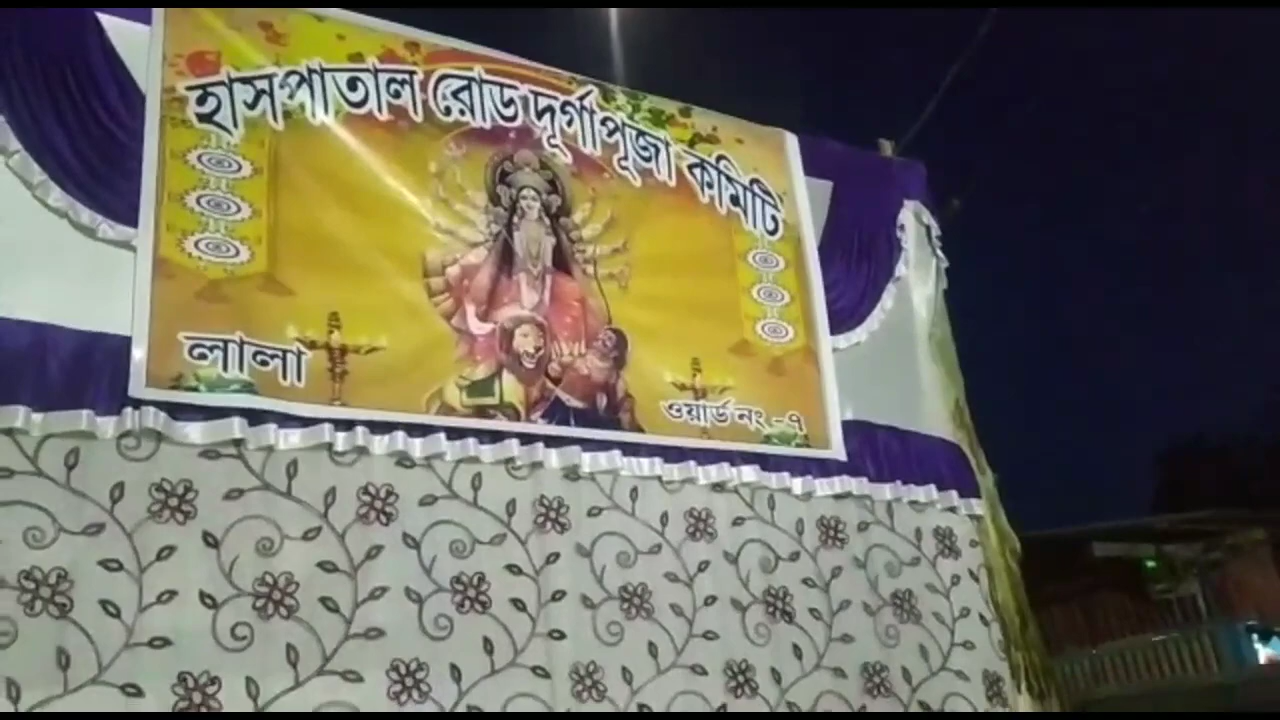 হাসপাতাল রোড দূর্গাপূজা কমিটি
লালা
ওয়ার্ড নং -৭